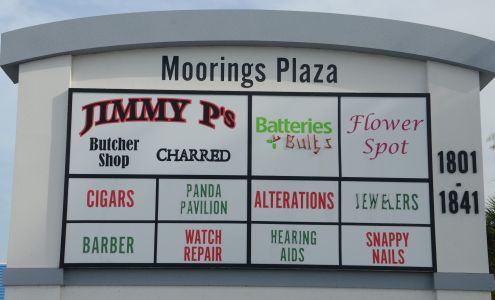 Moorings Plaza
JIMMY P's
Butcher
Shop
CHARRED
Batteries
+ Bulbs
Flower
Spot
1801
-
1841
CIGARS
PANDA
PAVILION
ALTERATIONS
JEWELERS
BARBER
WATCH
REPAIR
HEARING
AIDS
SNAPPY
NAILS